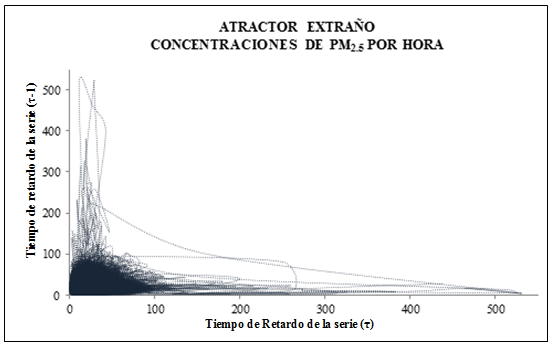 ATRACTOR EXTRAÑO
CONCENTRACIONES DE PM2.5 POR HORA
Tiempo de retardo de la serie (τ-1)
500
400
300
200
100
0
0 100 200 300 400 500
Tiempo de Retardo de la serie (τ)